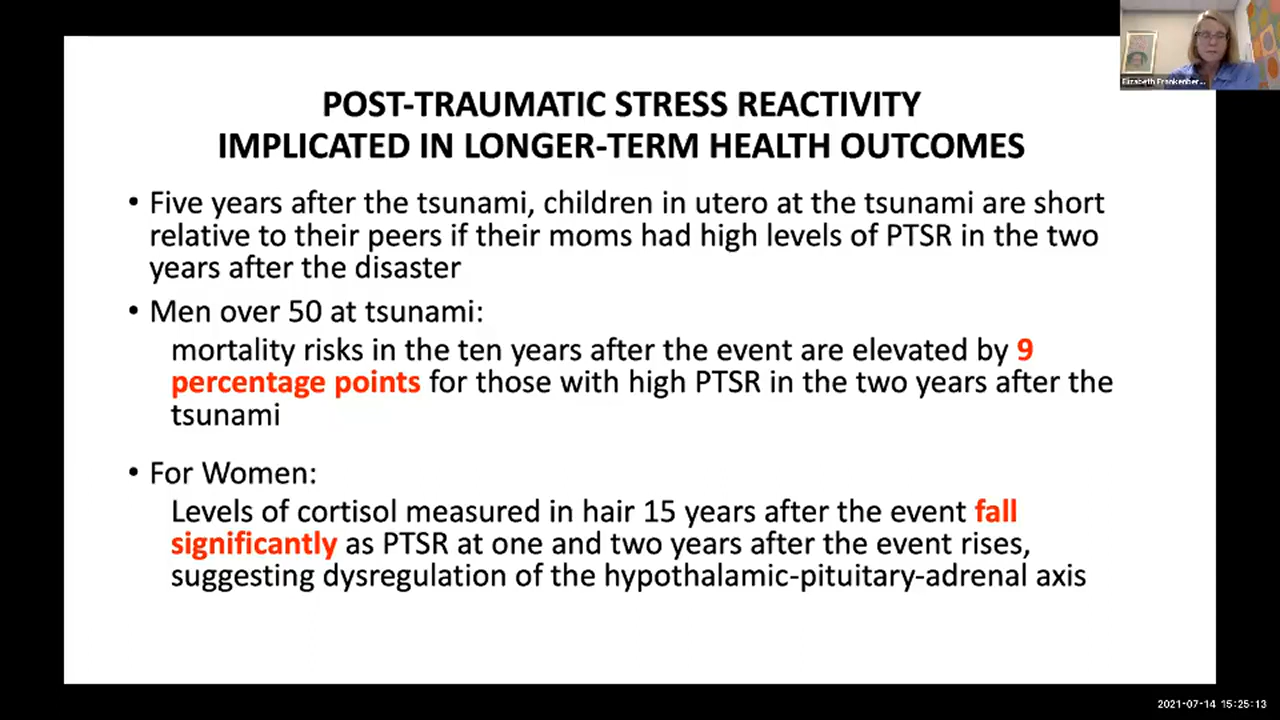 Elizabeth Frankenber...
POST-TRAUMATIC STRESS REACTIVITY
IMPLICATED IN LONGER-TERM HEALTH OUTCOMES
• Five years after the tsunami, children in utero at the tsunami are short
relative to their peers if their moms had high levels of PTSR in the two
years after the disaster
• Men over 50 at tsunami:
mortality risks in the ten years after the event are elevated by 9
percentage points for those with high PTSR in the two years after the
tsunami
• For Women:
Levels of cortisol measured in hair 15 years after the event fall
significantly as PTSR at one and two years after the event rises,
suggesting dysregulation of the hypothalamic-pituitary-adrenal axis
2021-07-14 15:25:13